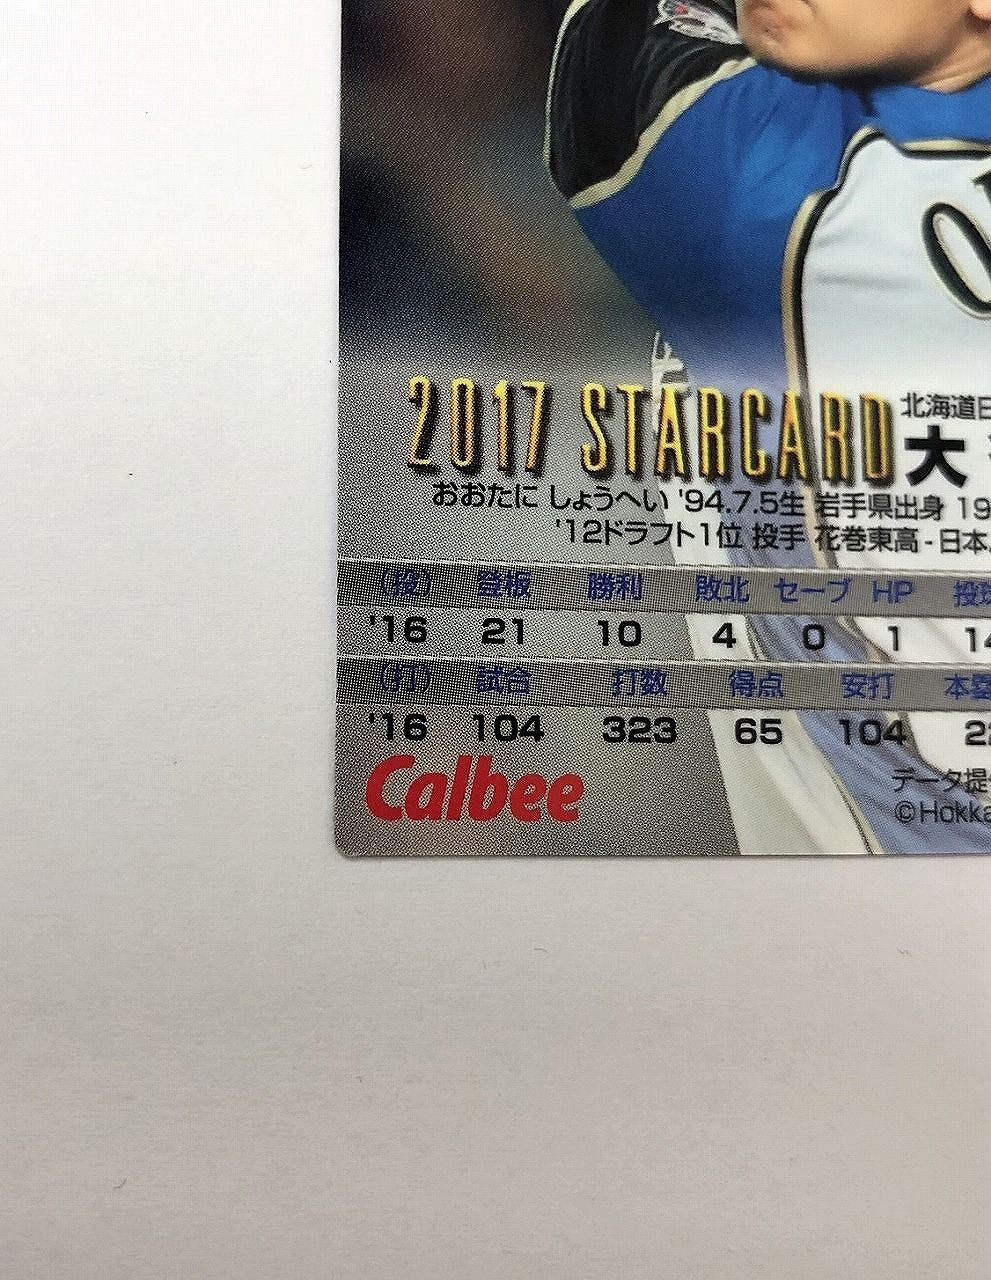 2017 STARCARD
北海道日
大
おおたに しょうへい '94.7.5生 岩手県出身 19
'12ドラフト1位 投手 花巻東高-日本
(投) 登板 勝利 敗北 セーブ HP 投球
'16 21 10 4 0 1 14
(打) 試合 打数 得点 安打 本塁
'16 104 323 65 104 22
Calbee
データ提供
©Hokka